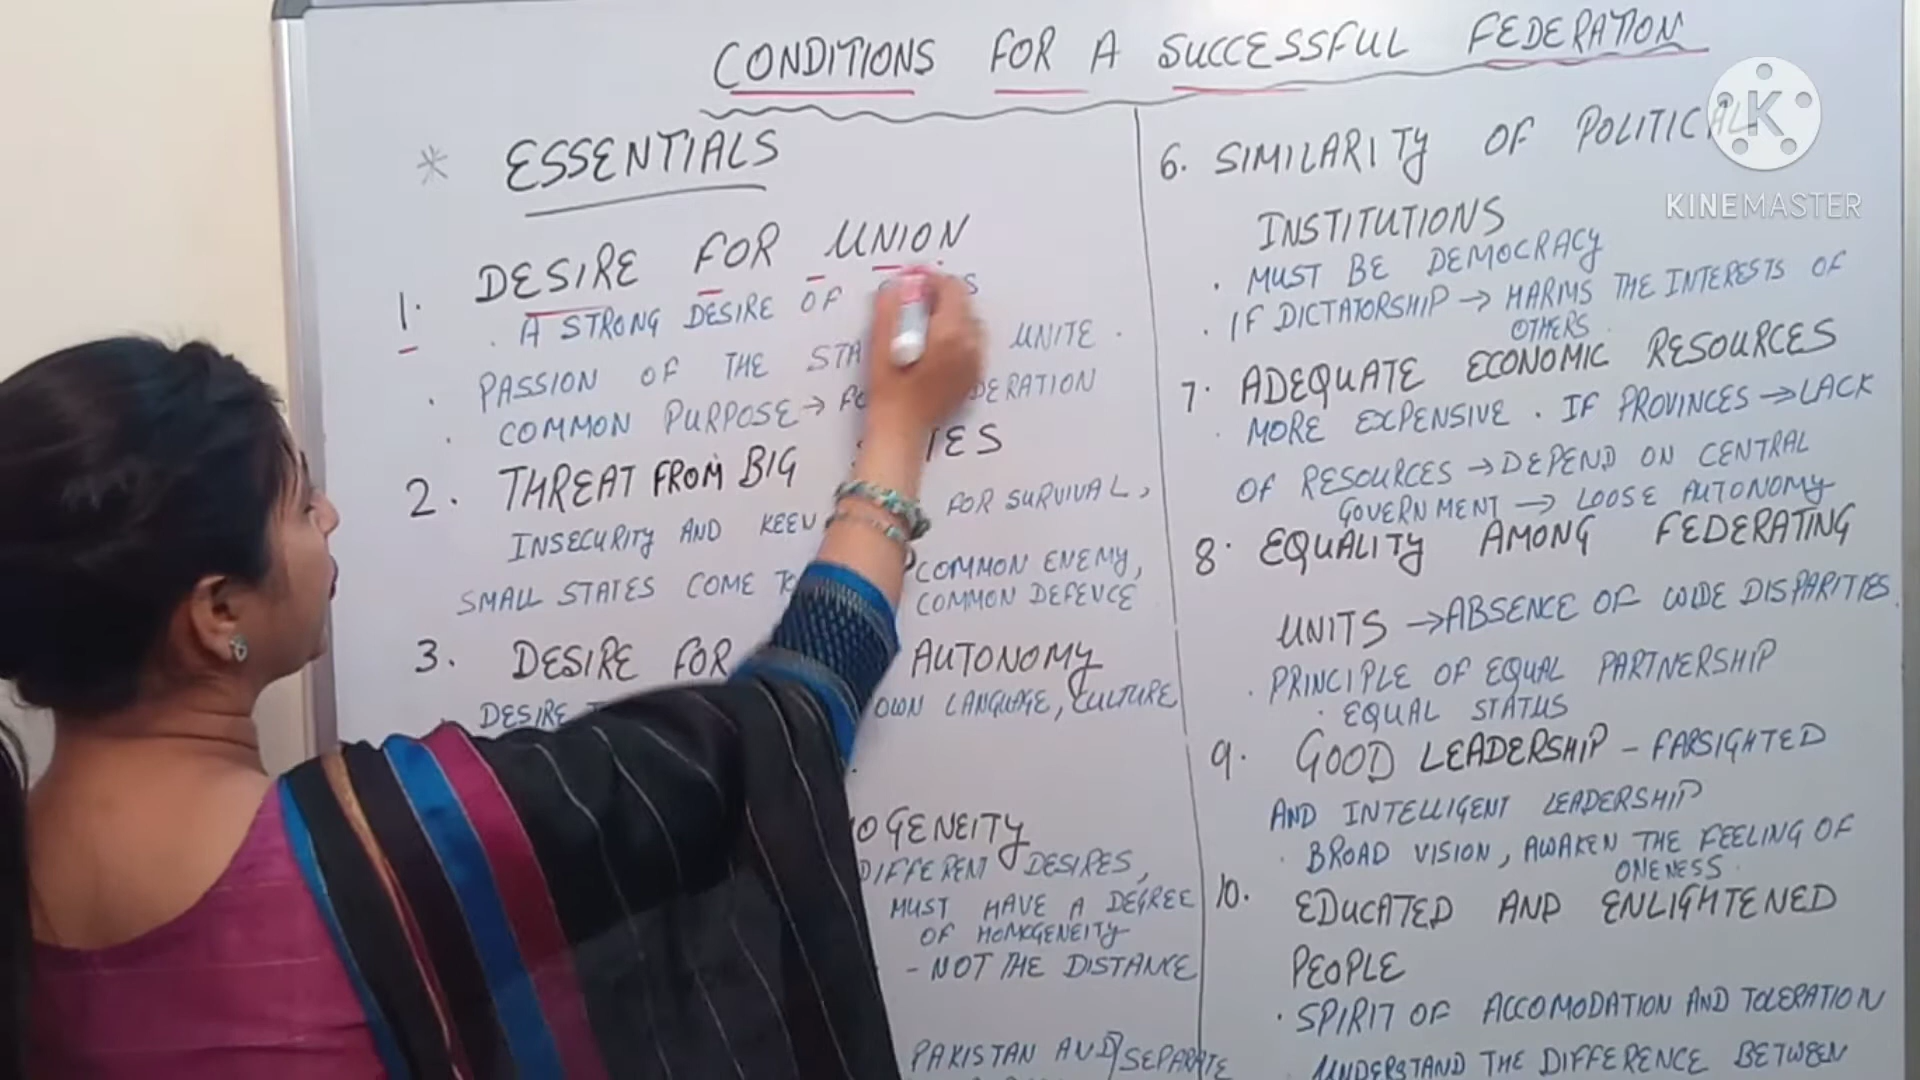 CONDITIONS FOR A SUCCESSFUL FEDERATION
* ESSENTIALS
1. DESIRE FOR UNION
. A STRONG DESIRE OF
. PASSION OF THE UNITE .
. COMMON PURPOSE →
2. THREAT FROM BIG
INSECURITY AND KEEN FOR SURVIVAL,
SMALL STATES COME COMMON ENEMY,
COMMON DEFENCE
3. DESIRE FOR AUTONOMY
DESIRE OWN LANGUAGE, CULTURE
DIFFERENT DESIRES,
MUST HAVE A DEGREE
OF HOMOGENEITY
- NOT THE DISTANCE
PAKISTAN AND SEPARATE
6. SIMILARITY OF POLITICAL
INSTITUTIONS
. MUST BE DEMOCRACY
. IF DICTATORSHIP → HARMS THE INTERESTS OF
OTHERS .
7. ADEQUATE ECONOMIC RESOURCES
. MORE EXPENSIVE . IF PROVINCES → LACK
OF RESOURCES → DEPEND ON CENTRAL
GOVERNMENT → LOOSE AUTONOMY
8. EQUALITY AMONG FEDERATING
UNITS → ABSENCE OF WIDE DISPARITIES.
. PRINCIPLE OF EQUAL PARTNERSHIP
. EQUAL STATUS
9. GOOD LEADERSHIP - FARSIGHTED
AND INTELLIGENT LEADERSHIP
. BROAD VISION, AWAKEN THE FEELING OF
ONENESS .
10. EDUCATED AND ENLIGHTENED
PEOPLE
. SPIRIT OF ACCOMODATION AND TOLERATION
UNDERSTAND THE DIFFERENCE BETWEEN
K
KINEMASTER